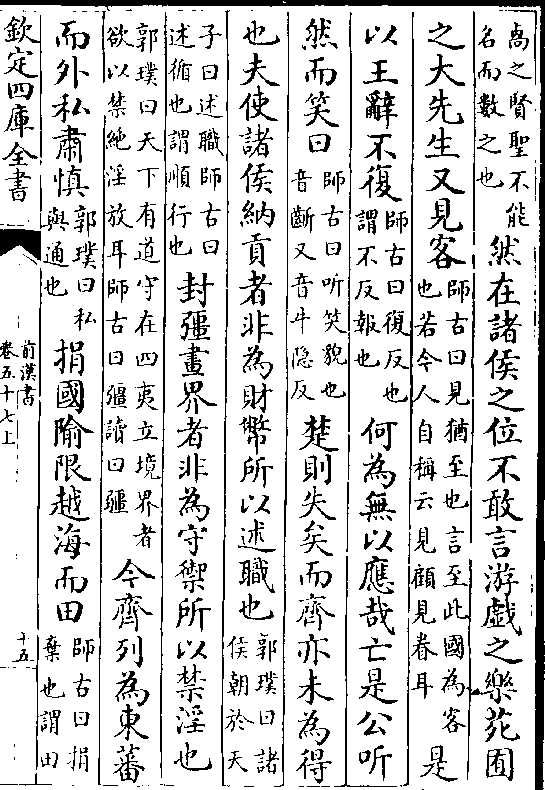 卨之賢聖不能名而數之也然在諸侯之位不敢言游戲之樂苑囿
之大先生又見客師古曰見猶至也言至此國為客也若今人自稱云見顧見眷耳是
以王辭不復師古曰復反也謂不反報也何為無以應哉亡是公听
然而笑曰師古曰听笑貌也音齗又音牛隱反楚則失矣而齊亦未為得
也夫使諸侯納貢者非為財幣所以述職也郭璞曰諸侯朝於天
子曰述職師古曰述循也謂順行也封彊畫界者非為守禦所以禁淫也
郭璞曰天下有道守在四夷立境界者欲以禁絶淫放耳師古曰彊讀曰疆今齊列為東蕃
而外私肅慎郭璞曰私與通也捐國隃限越海而田師古曰捐棄也謂田
欽定四庫全書
前漢書
卷五十七上
十五